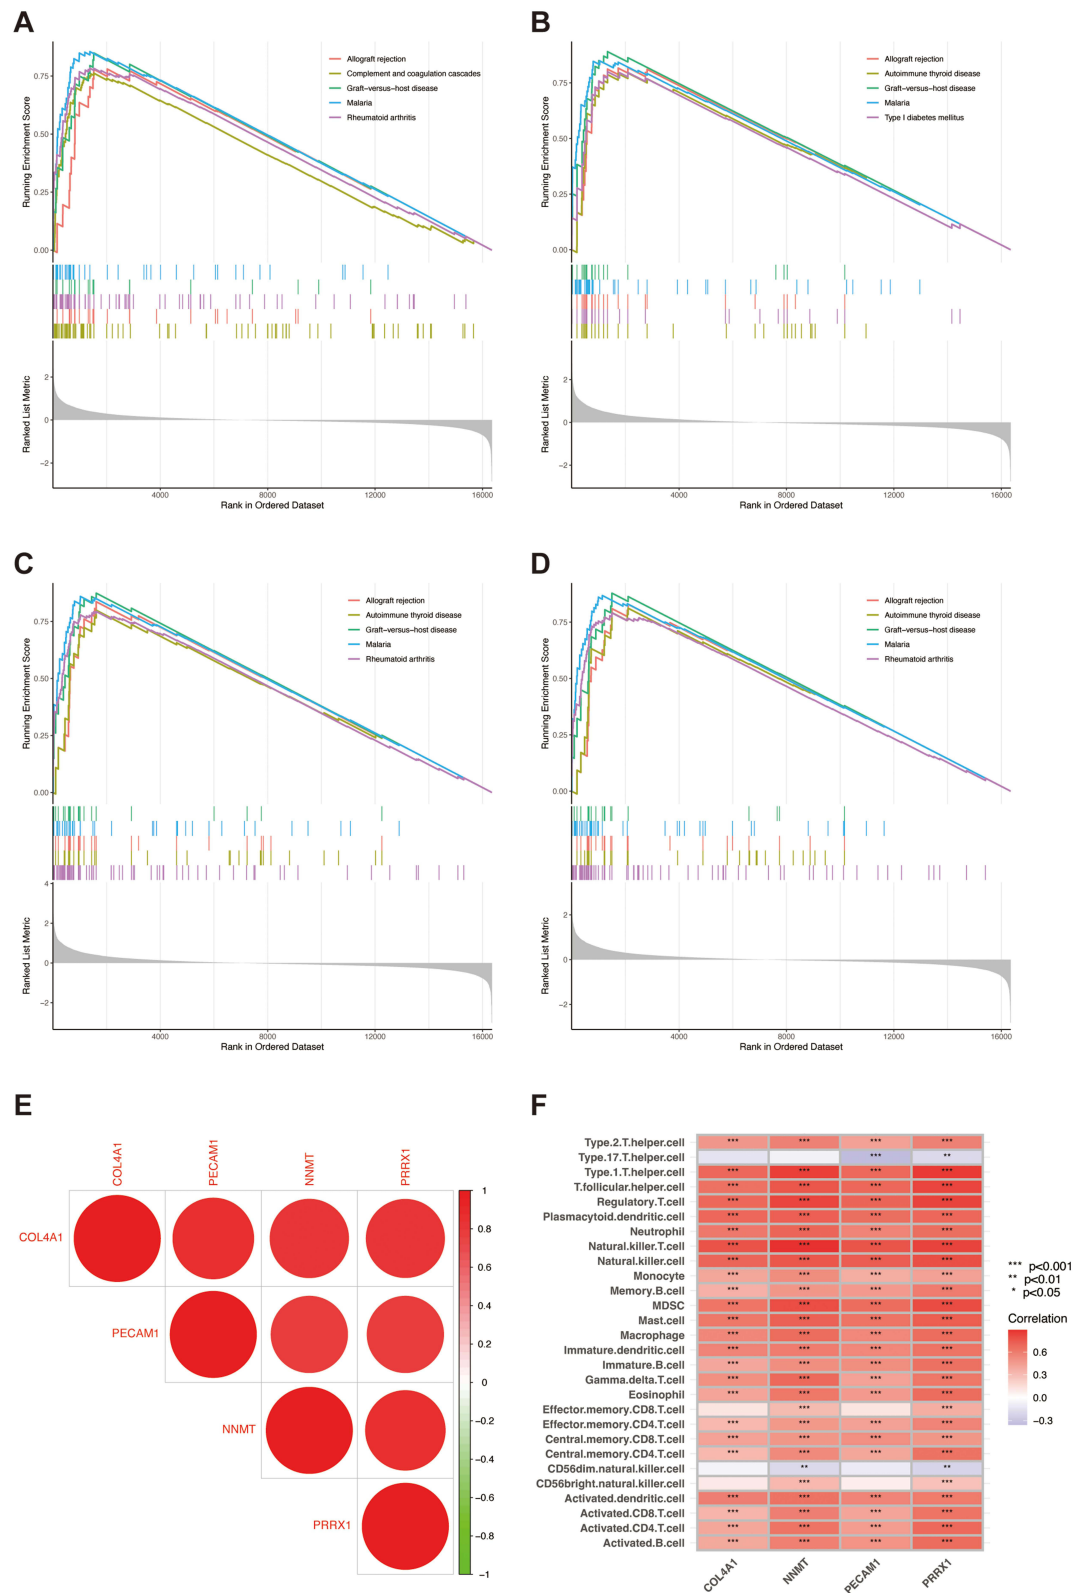 A
Running Enrichment Score
0.75
0.50
0.25
0.00
Allograft rejection
Complement and coagulation cascades
Graft-versus-host disease
Malaria
Rheumatoid arthritis
Ranked List Metric
2
0
−2
4000 8000 12000 16000
Rank in Ordered Dataset
B
Running Enrichment Score
0.75
0.50
0.25
0.00
Allograft rejection
Autoimmune thyroid disease
Graft-versus-host disease
Malaria
Type I diabetes mellitus
Ranked List Metric
2
0
−2
4000 8000 12000 16000
Rank in Ordered Dataset
C
Running Enrichment Score
0.75
0.50
0.25
0.00
Allograft rejection
Autoimmune thyroid disease
Graft-versus-host disease
Malaria
Rheumatoid arthritis
Ranked List Metric
4
2
0
−2
4000 8000 12000 16000
Rank in Ordered Dataset
D
Running Enrichment Score
0.75
0.50
0.25
0.00
Allograft rejection
Autoimmune thyroid disease
Graft-versus-host disease
Malaria
Rheumatoid arthritis
Ranked List Metric
2
0
−2
4000 8000 12000 16000
Rank in Ordered Dataset
E
COL4A1 PECAM1 NNMT PRRX1
COL4A1
PECAM1
NNMT
PRRX1
1
0.8
0.6
0.4
0.2
0
−0.2
−0.4
−0.6
−0.8
−1
F
Type.2.T.helper.cell *** *** *** ***
Type.17.T.helper.cell *** **
Type.1.T.helper.cell *** *** *** ***
T.follicular.helper.cell *** *** *** ***
Regulatory.T.cell *** *** *** ***
Plasmacytoid.dendritic.cell *** *** *** ***
Neutrophil *** *** *** ***
Natural.killer.T.cell *** *** *** ***
Natural.killer.cell *** *** *** ***
Monocyte *** *** *** ***
Memory.B.cell *** *** *** ***
MDSC *** *** *** ***
Mast.cell *** *** *** ***
Macrophage *** *** *** ***
Immature.dendritic.cell *** *** *** ***
Immature.B.cell *** *** *** ***
Gamma.delta.T.cell *** *** *** ***
Eosinophil *** *** *** ***
Effector.memory.CD8.T.cell *** ***
Effector.memory.CD4.T.cell *** *** *** ***
Central.memory.CD8.T.cell *** *** *** ***
Central.memory.CD4.T.cell *** *** *** ***
CD56dim.natural.killer.cell ** **
CD56bright.natural.killer.cell *** ***
Activated.dendritic.cell *** *** *** ***
Activated.CD8.T.cell *** *** *** ***
Activated.CD4.T.cell *** *** *** ***
Activated.B.cell *** *** *** ***
COL4A1 NNMT PECAM1 PRRX1
*** p<0.001
** p<0.01
* p<0.05
Correlation
0.6
0.3
0.0
−0.3